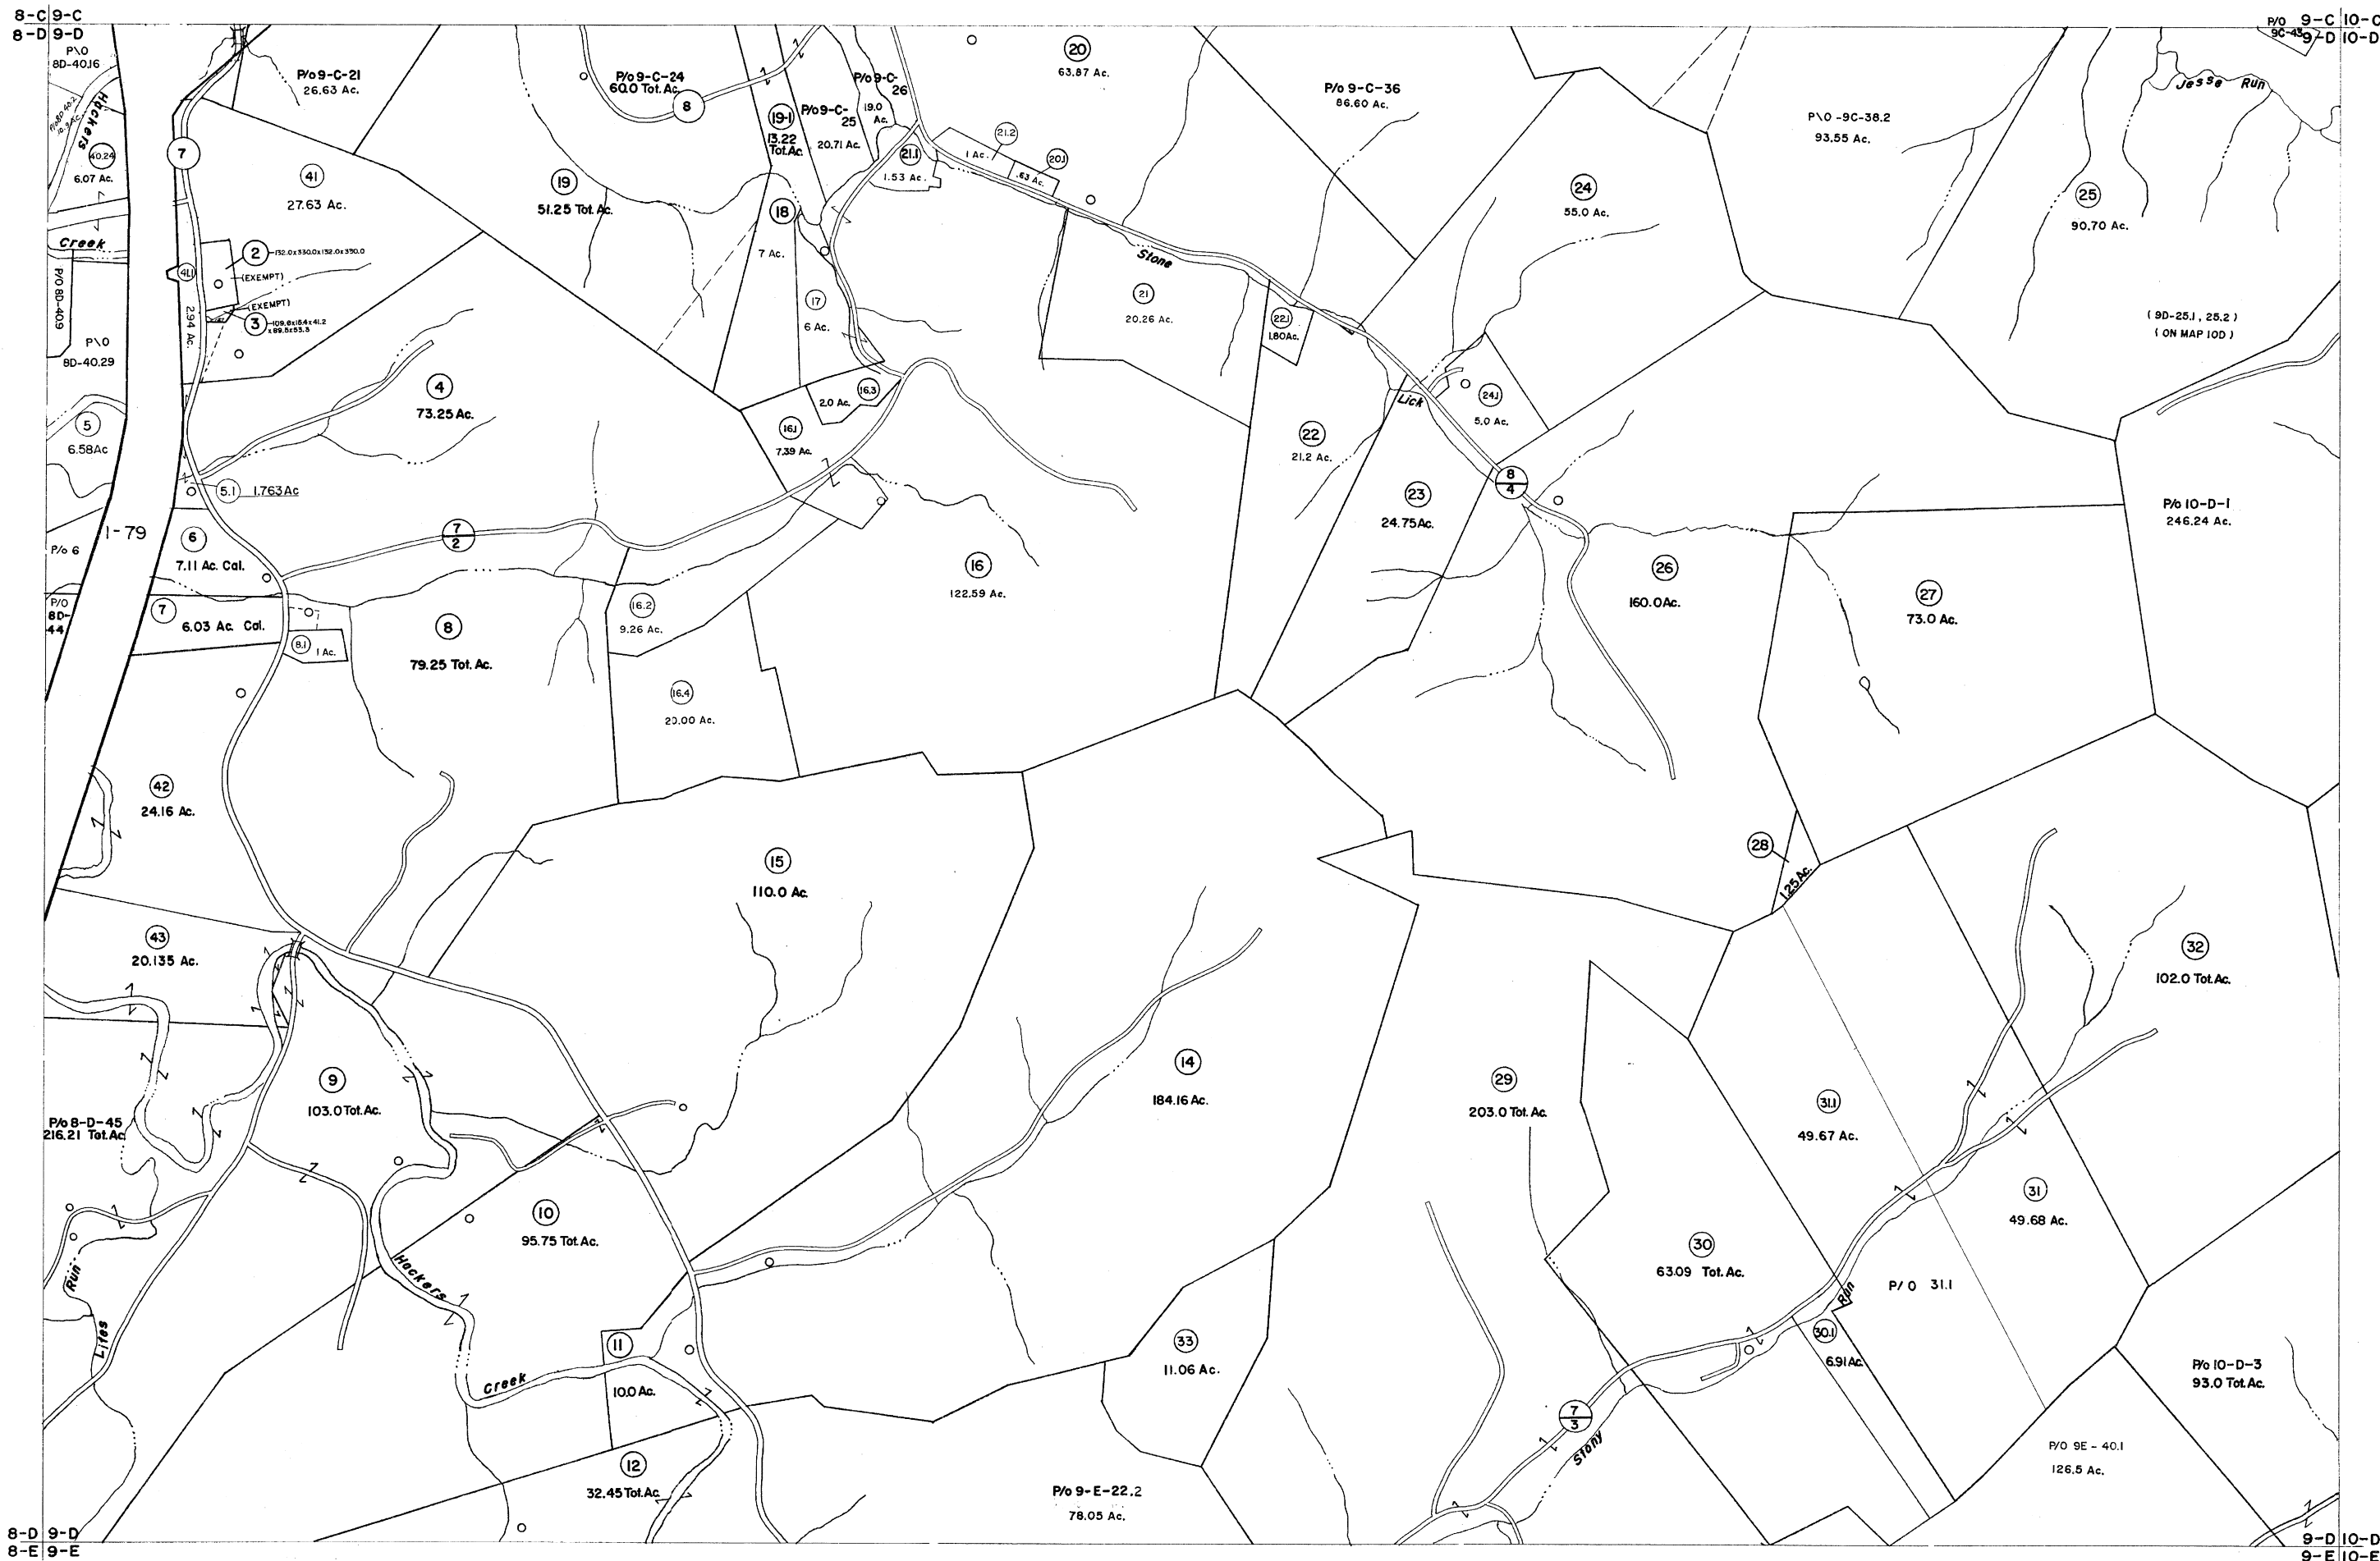 8-C 9-C
8-D 9-D
P/O 9-C 10-C
9C-43 9-D 10-D
P\O
8D-40.16
P/o 8D-40.2
10.3 Ac.
Hackers
40.24
6.07 Ac.
Creek
P/O 8D-40.9
P\O
8D-40.29
5
6.58Ac
P/o 6
I-79
P/O
8D-
44
7
P/o 9-C-21
26.63 Ac.
41
27.63 Ac.
2
132.0x330.0x132.0x330.0
(EXEMPT)
41.1
2.94 Ac.
(EXEMPT)
3
4
73.25 Ac.
5.1 1.763Ac
6
7.11 Ac. Cal.
7
2
7
6.03 Ac. Cal.
8.1
1 Ac.
8
79.25 Tot. Ac.
P/o 9-C-24
60.0 Tot. Ac.
8
19-1
13.22
Tot.Ac.
P/o 9-C-
25
20.71 Ac.
P/o 9-C-
26
19.0
Ac.
19
51.25 Tot. Ac.
18
7 Ac.
21.1
1.53 Ac.
17
6 Ac.
16.3
2.0 Ac.
16.1
7.39 Ac.
20
63.87 Ac.
21.2
1 Ac.
20.1
.63 Ac.
Stone
21
20.26 Ac.
22.1
1.80Ac.
Lick
22
21.2 Ac.
23
24.75Ac.
P/o 9-C-36
86.60 Ac.
24
55.0 Ac.
24.1
5.0 Ac.
8
4
P\O -9C-38.2
93.55 Ac.
Jesse Run
25
90.70 Ac.
(9D-25.1, 25.2)
(ON MAP 10D)
P/o 10-D-1
246.24 Ac.
16
122.59 Ac.
16.2
9.26 Ac.
16.4
20.00 Ac.
26
160.0Ac.
27
73.0 Ac.
28
1.25 Ac.
42
24.16 Ac.
43
20.135 Ac.
15
110.0 Ac.
14
184.16 Ac.
9
103.0 Tot. Ac.
P/o 8-D-45
216.21 Tot.Ac
Run
Lifes
10
95.75 Tot. Ac.
Hackers
Creek
11
10.0 Ac.
12
32.45 Tot. Ac
33
11.06 Ac.
P/o 9-E-22.2
78.05 Ac.
29
203.0 Tot. Ac.
30
63.09 Tot. Ac.
31.1
49.67 Ac.
32
102.0 Tot. Ac.
31
49.68 Ac.
P/O 31.1
Run
30.1
6.91Ac.
7
3
Stony
P/o 10-D-3
93.0 Tot. Ac.
P/O 9E - 40.1
126.5 Ac.
8-D 9-D
8-E 9-E
9-D 10-D
9-E 10-E